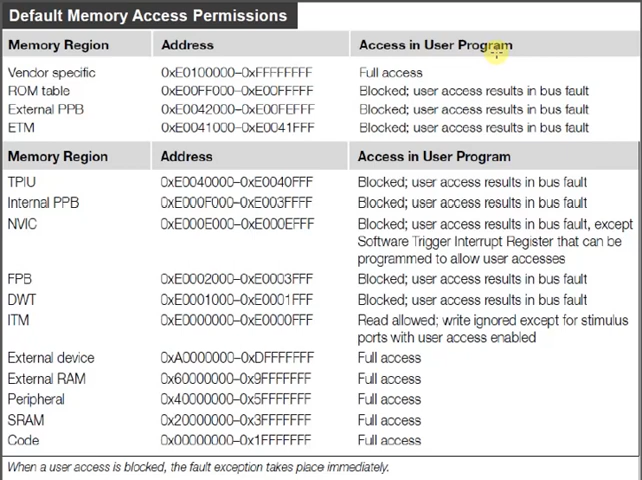 Default Memory Access Permissions
Memory Region Address Access in User Program
Vendor specific 0xE0100000–0xFFFFFFFF Full access
ROM table 0xE00FF000–0xE00FFFFF Blocked; user access results in bus fault
External PPB 0xE0042000–0xE00FEFFF Blocked; user access results in bus fault
ETM 0xE0041000–0xE0041FFF Blocked; user access results in bus fault
Memory Region Address Access in User Program
TPIU 0xE0040000–0xE0040FFF Blocked; user access results in bus fault
Internal PPB 0xE000F000–0xE003FFFF Blocked; user access results in bus fault
NVIC 0xE000E000–0xE000EFFF Blocked; user access results in bus fault, except
Software Trigger Interrupt Register that can be
programmed to allow user accesses
FPB 0xE0002000–0xE0003FFF Blocked; user access results in bus fault
DWT 0xE0001000–0xE0001FFF Blocked; user access results in bus fault
ITM 0xE0000000–0xE0000FFF Read allowed; write ignored except for stimulus
ports with user access enabled
External device 0xA0000000–0xDFFFFFFF Full access
External RAM 0x60000000–0x9FFFFFFF Full access
Peripheral 0x40000000–0x5FFFFFFF Full access
SRAM 0x20000000–0x3FFFFFFF Full access
Code 0x00000000–0x1FFFFFFF Full access
When a user access is blocked, the fault exception takes place immediately.